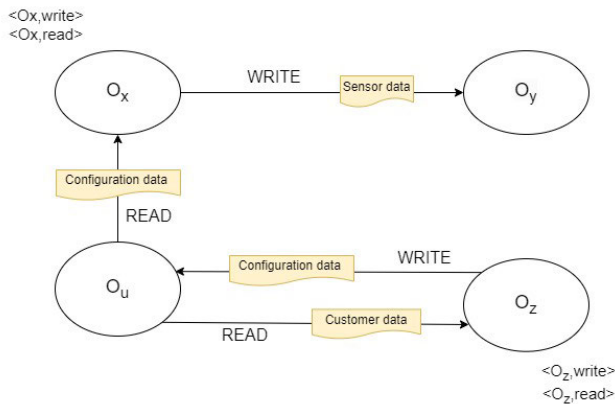 <Ox,write>
<Ox,read>
WRITE
Sensor data
Ox
Oy
Configuration data
READ
Configuration data
WRITE
Ou
Oz
READ
Customer data
<Oz,write>
<Oz,read>